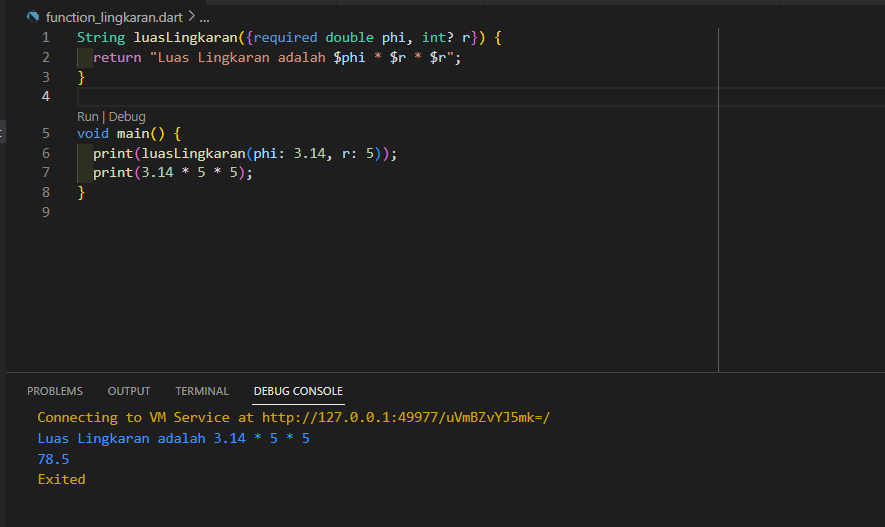 function_lingkaran.dart > ...
1 String luasLingkaran({required double phi, int? r}) {
2 return "Luas Lingkaran adalah $phi * $r * $r";
3 }
4
Run | Debug
5 void main() {
6 print(luasLingkaran(phi: 3.14, r: 5));
7 print(3.14 * 5 * 5);
8 }
9
PROBLEMS OUTPUT TERMINAL DEBUG CONSOLE
Connecting to VM Service at http://127.0.0.1:49977/uVmBZvYJ5mk=/
Luas Lingkaran adalah 3.14 * 5 * 5
78.5
Exited